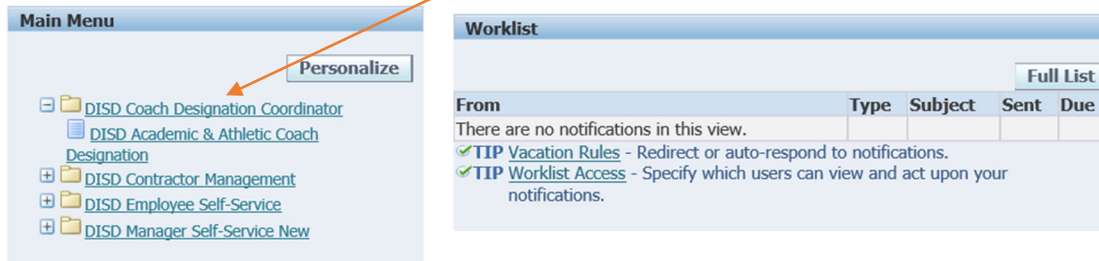 Main Menu
Personalize
DISD Coach Designation Coordinator
DISD Academic & Athletic Coach
Designation
DISD Contractor Management
DISD Employee Self-Service
DISD Manager Self-Service New
Worklist
Full List
From Type Subject Sent Due
There are no notifications in this view.
TIP Vacation Rules - Redirect or auto-respond to notifications.
TIP Worklist Access - Specify which users can view and act upon your
notifications.